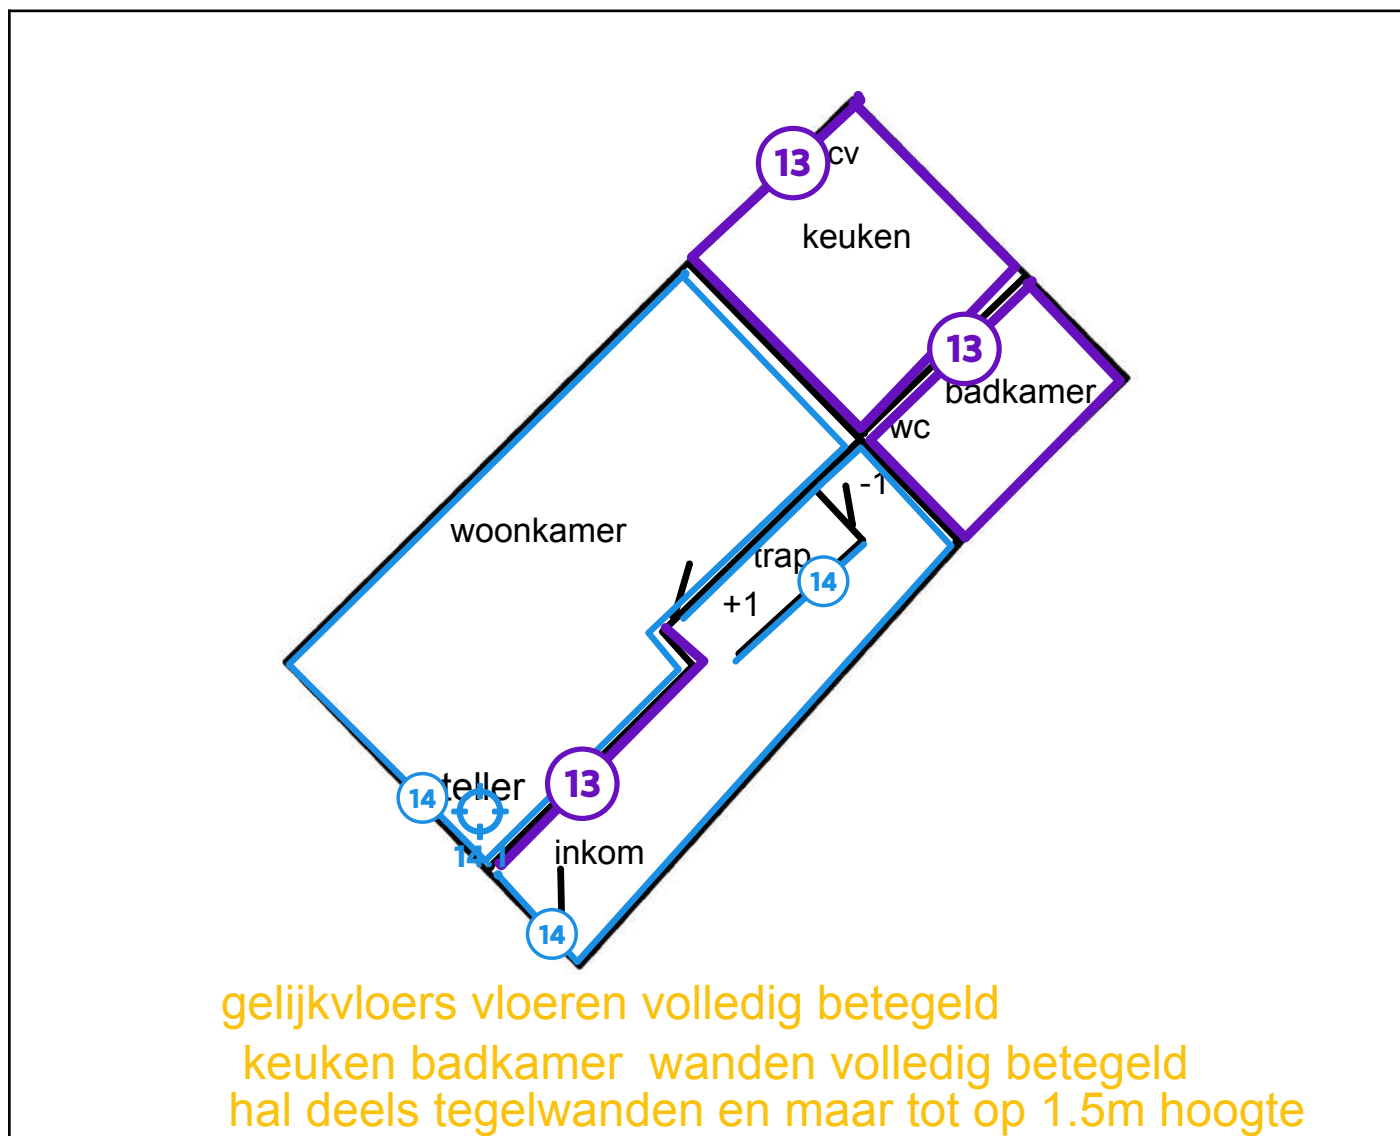 13
cv
keuken
13
badkamer
wc
-1
woonkamer
trap
14
+1
teller
14
13
14.1
inkom
14
gelijkvloers vloeren volledig betegeld
keuken badkamer wanden volledig betegeld
hal deels tegelwanden en maar tot op 1.5m hoogte